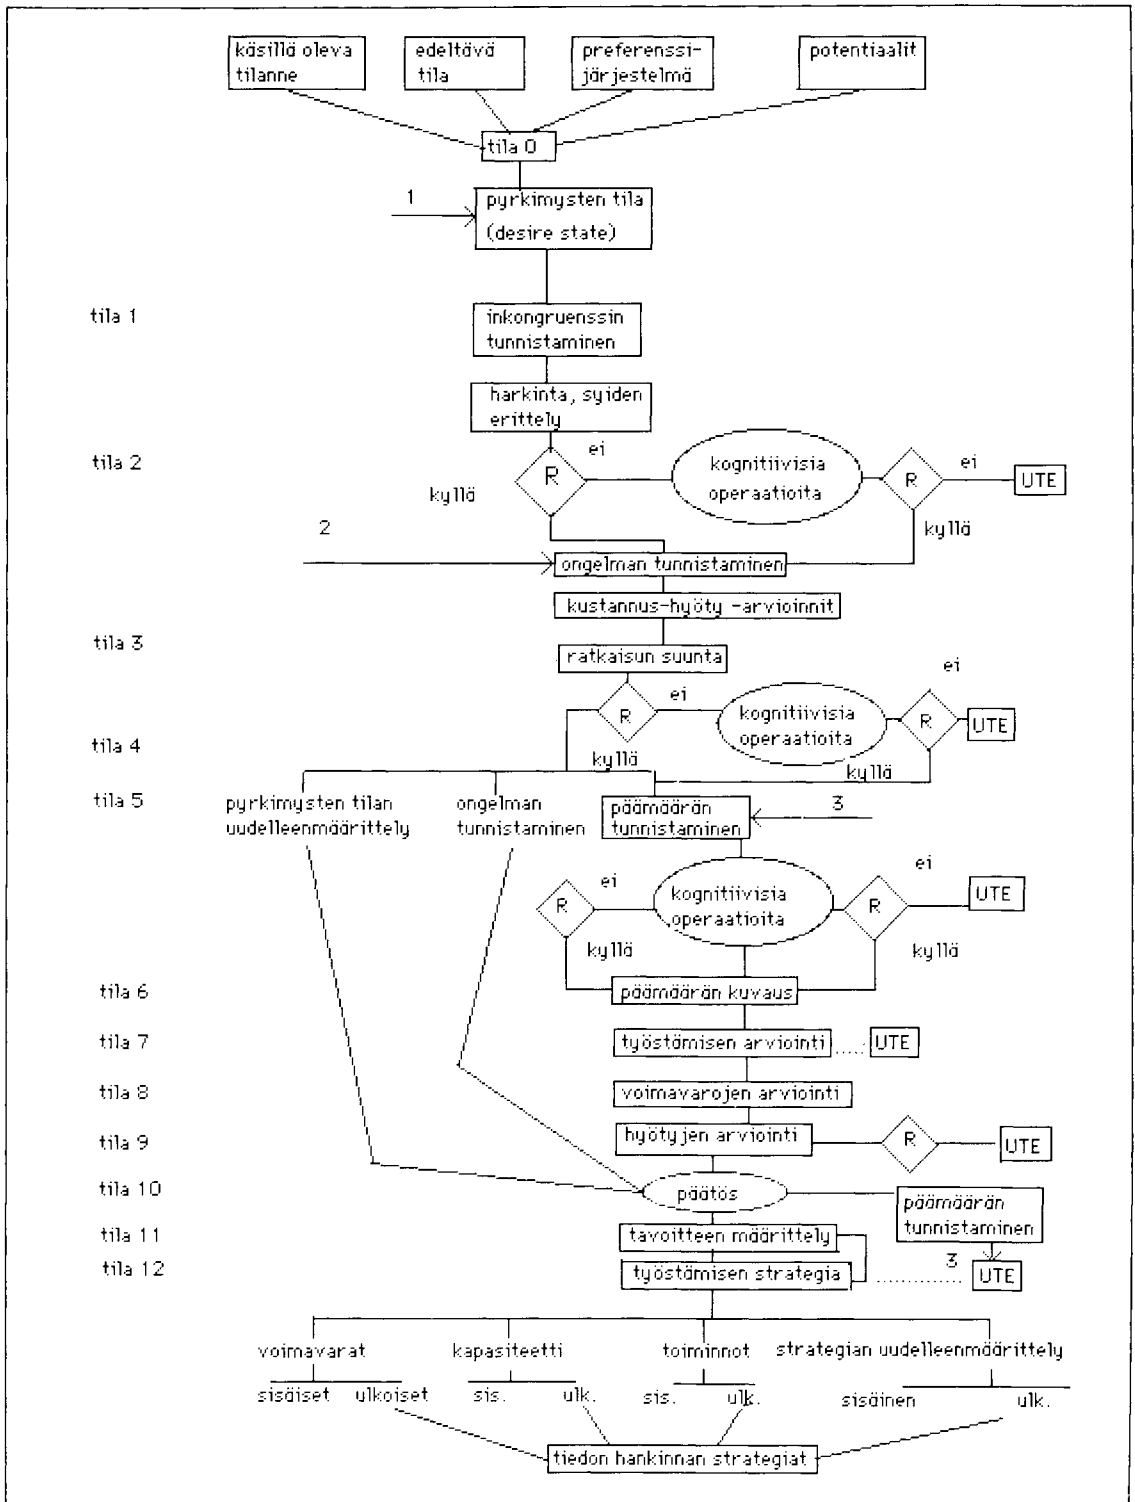 käsillä oleva
tilanne
edeltävä
tila
preferenssi-
järjestelmä
potentiaalit
tila 0
1
pyrkimysten tila
(desire state)
tila 1
inkongruenssin
tunnistaminen
harkinta, syiden
erittely
tila 2
R
ei
kyllä
kognitiivisia
operaatioita
R
ei
UTE
kyllä
2
ongelman tunnistaminen
kustannus-hyöty -arvioinnit
tila 3
ratkaisun suunta
R
ei
kognitiivisia
operaatioita
R
ei
UTE
tila 4
kyllä
kyllä
tila 5
pyrkimysten tilan
uudelleenmäärittely
ongelman
tunnistaminen
päämäärän
tunnistaminen
3
R
ei
kognitiivisia
operaatioita
R
ei
UTE
kyllä
kyllä
tila 6
päämäärän kuvaus
tila 7
työstämisen arviointi
UTE
tila 8
voimavarojen arviointi
tila 9
hyötyjen arviointi
R
UTE
tila 10
päätös
päämäärän
tunnistaminen
tila 11
tavoitteen määrittely
tila 12
työstämisen strategia
3
UTE
voimavarat
kapasiteetti
toiminnot
strategian uudelleenmäärittely
sisäiset
ulkoiset
sis.
ulk.
sis.
ulk.
sisäinen
ulk.
tiedon hankinnan strategiat